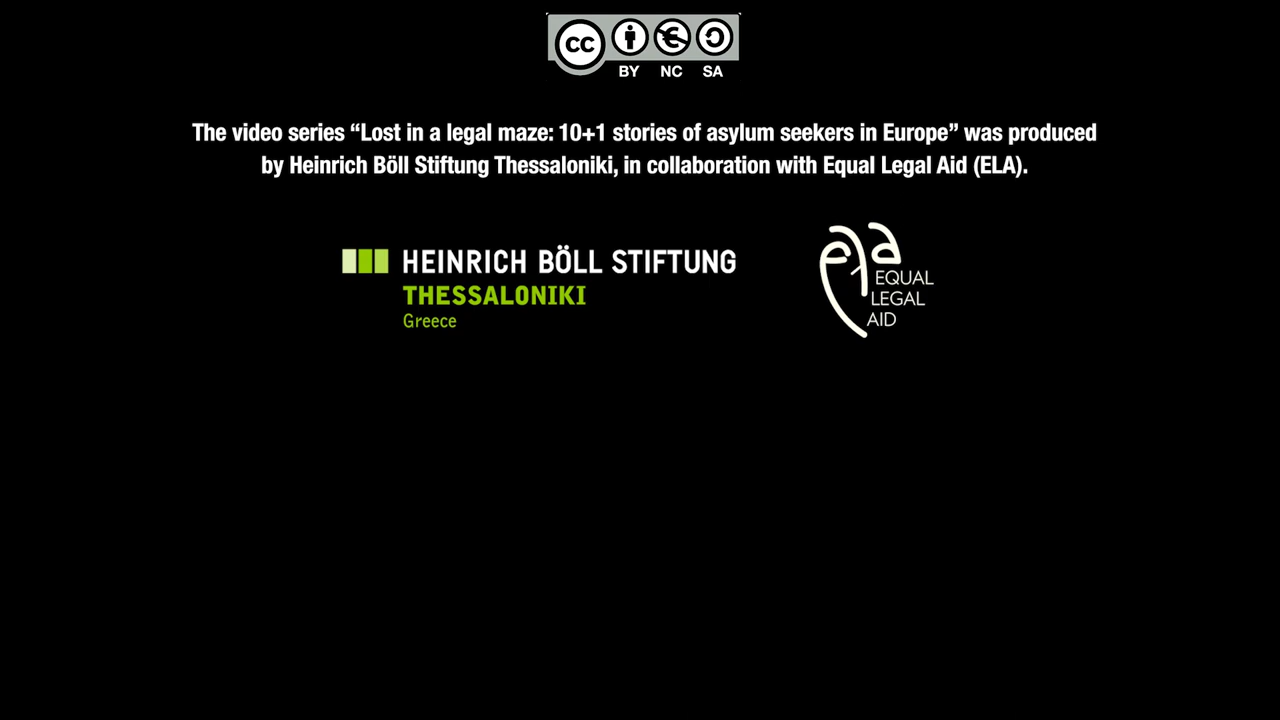 cc
BY NC SA
The video series “Lost in a legal maze: 10+1 stories of asylum seekers in Europe” was produced
by Heinrich Böll Stiftung Thessaloniki, in collaboration with Equal Legal Aid (ELA).
HEINRICH BÖLL STIFTUNG
THESSALONIKI
Greece
ela
EQUAL
LEGAL
AID